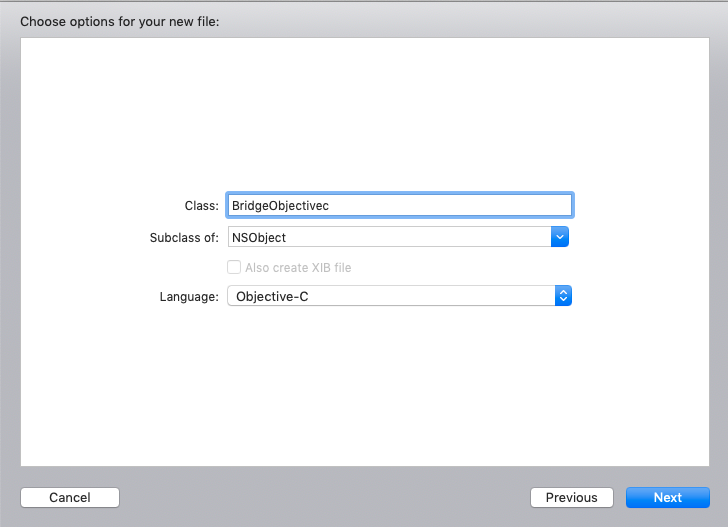 Choose options for your new file:
Class: BridgeObjectivec
Subclass of: NSObject
Also create XIB file
Language: Objective-C
Cancel Previous Next